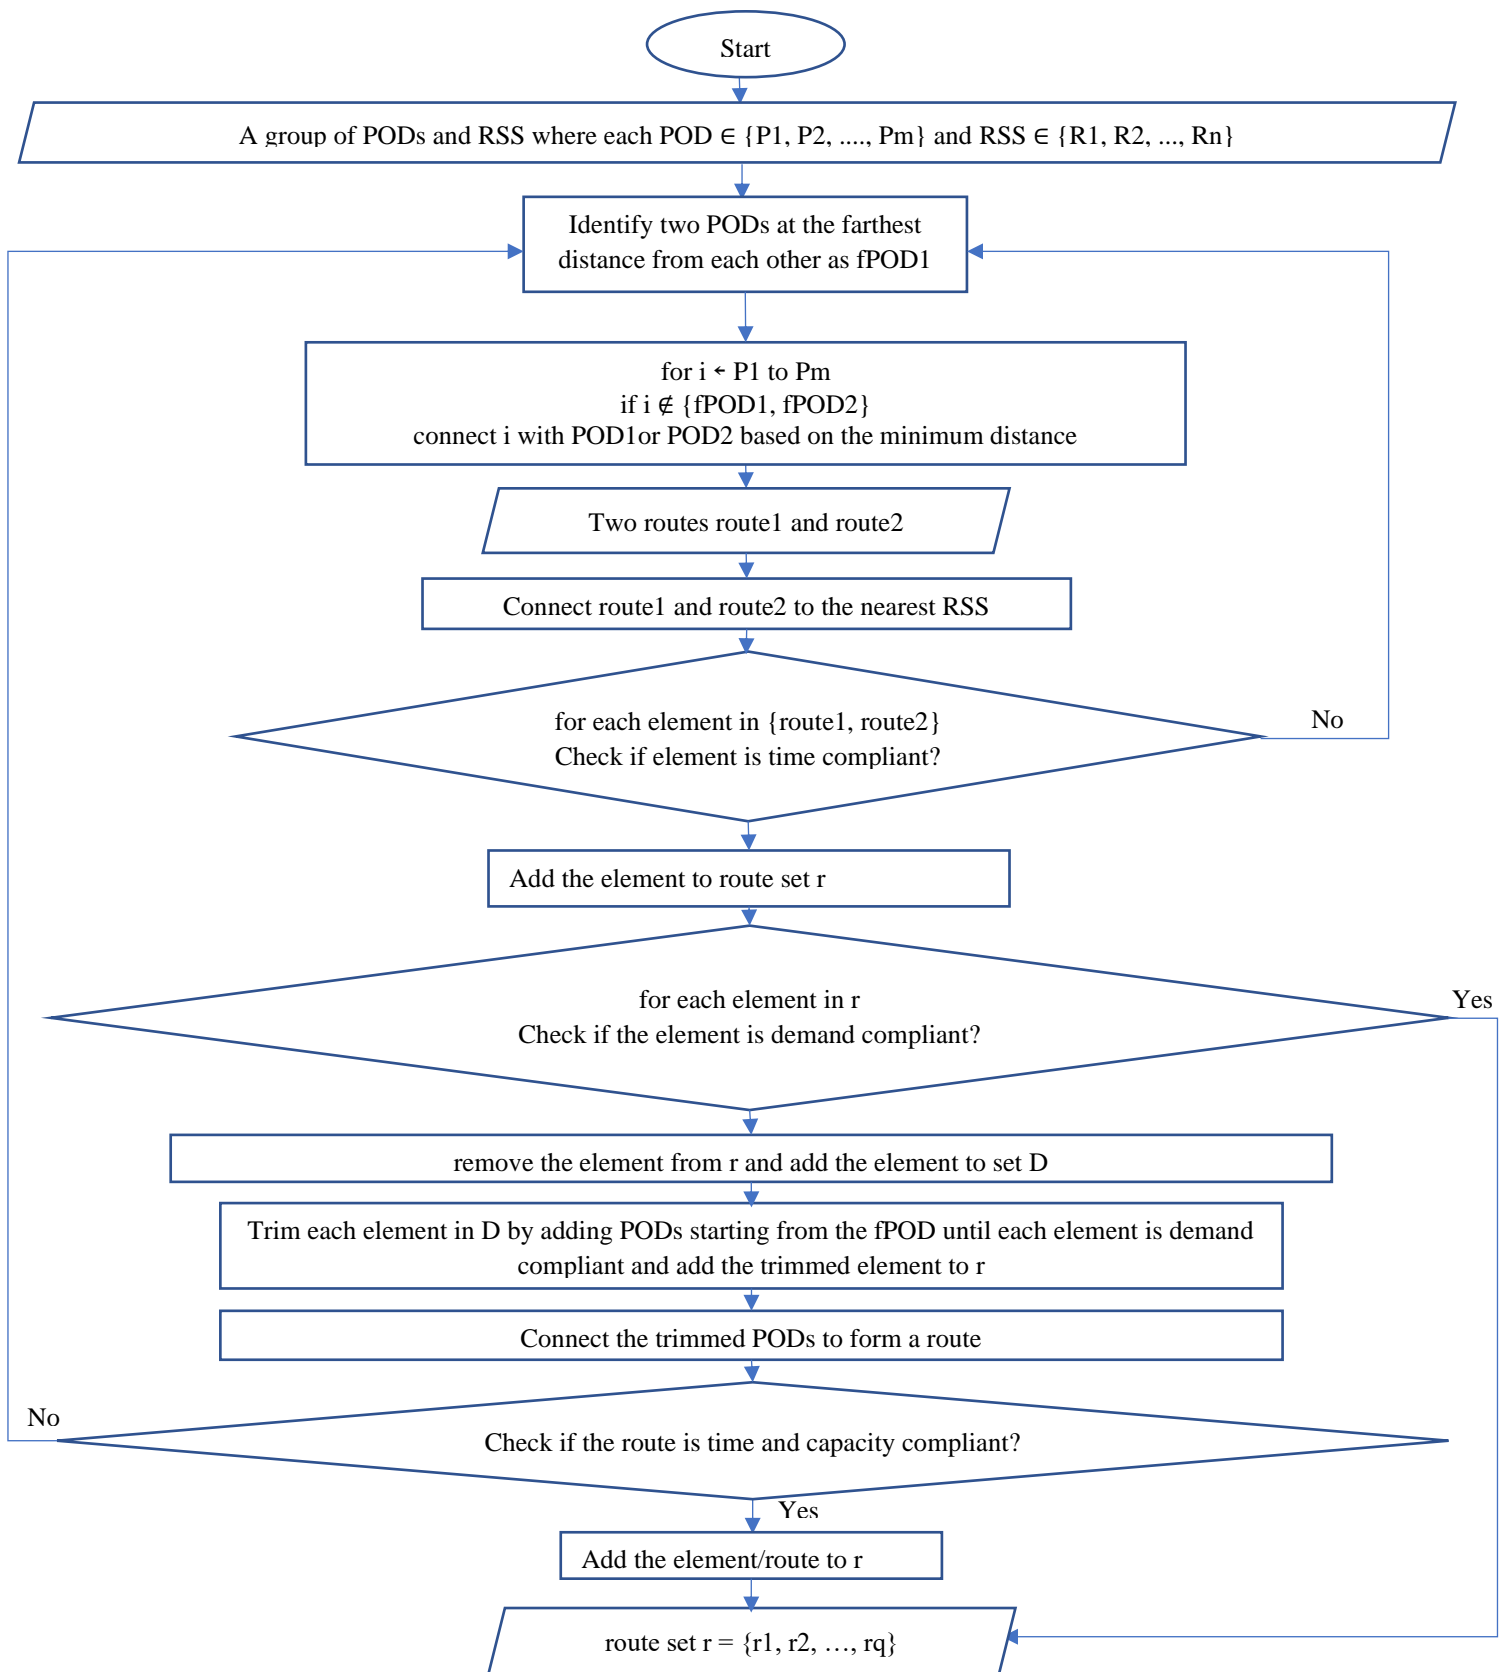 Start
A group of PODs and RSS where each POD ∈ {P1, P2, ...., Pm} and RSS ∈ {R1, R2, ..., Rn}
Identify two PODs at the farthest
distance from each other as fPOD1
for i ← P1 to Pm
if i ∉ {fPOD1, fPOD2}
connect i with POD1or POD2 based on the minimum distance
Two routes route1 and route2
Connect route1 and route2 to the nearest RSS
for each element in {route1, route2}
Check if element is time compliant?
No
Add the element to route set r
for each element in r
Check if the element is demand compliant?
Yes
remove the element from r and add the element to set D
Trim each element in D by adding PODs starting from the fPOD until each element is demand
compliant and add the trimmed element to r
Connect the trimmed PODs to form a route
No
Check if the route is time and capacity compliant?
Yes
Add the element/route to r
route set r = {r1, r2, …, rq}